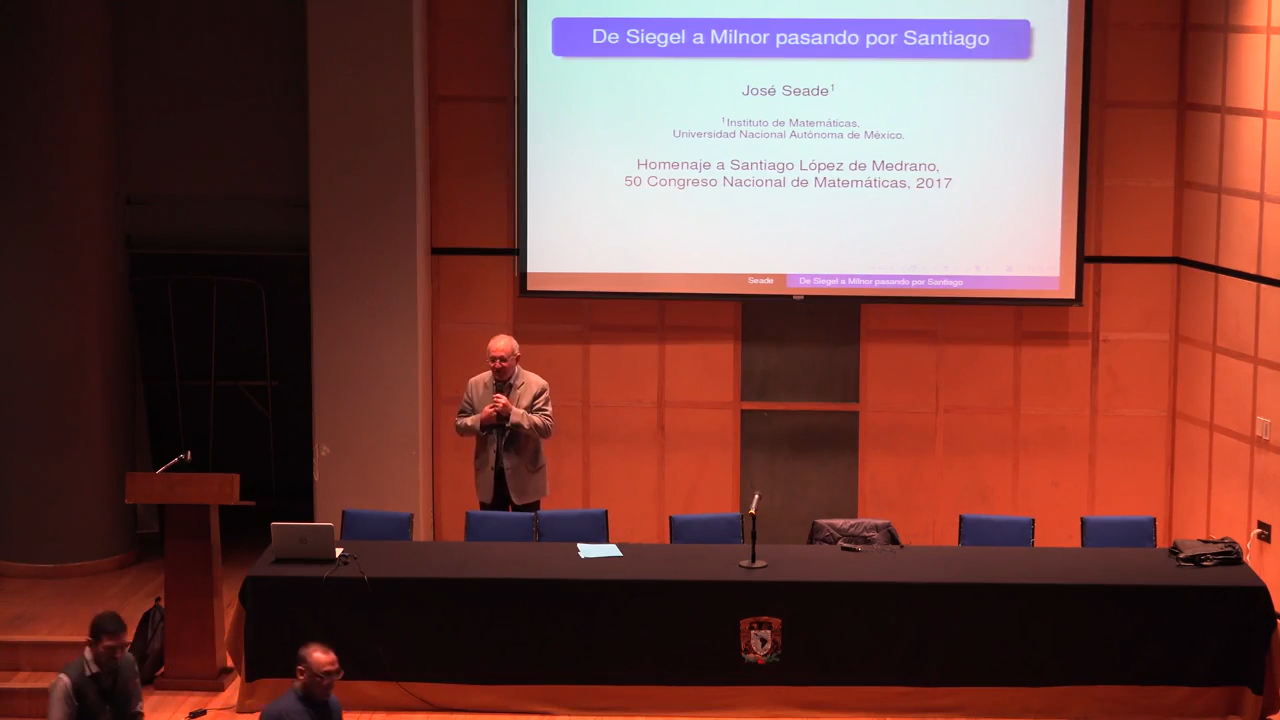 De Siegel a Milnor pasando por Santiago
José Seade¹
¹Instituto de Matemáticas,
Universidad Nacional Autónoma de México.
Homenaje a Santiago López de Medrano,
50 Congreso Nacional de Matemáticas, 2017
Seade De Siegel a Milnor pasando por Santiago